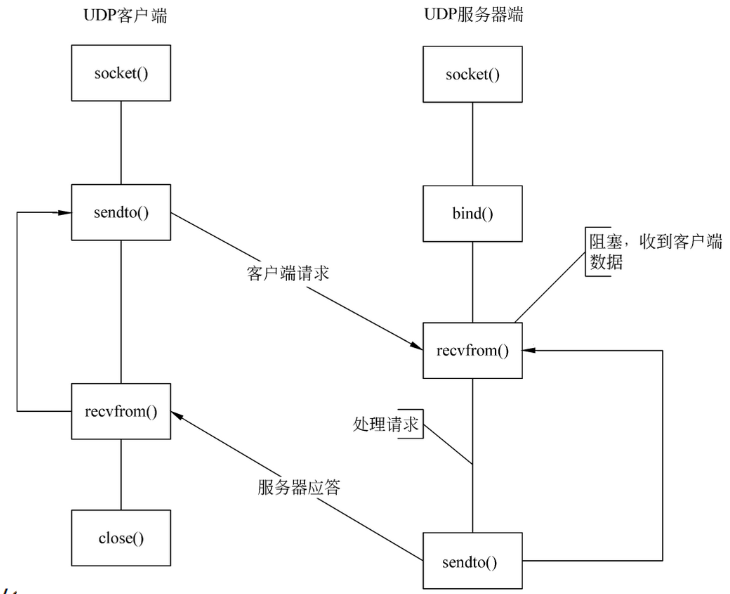 UDP客户端
UDP服务器端
socket()
socket()
sendto()
bind()
阻塞，收到客户端
数据
客户端请求
recvfrom()
recvfrom()
处理请求
服务器应答
close()
sendto()